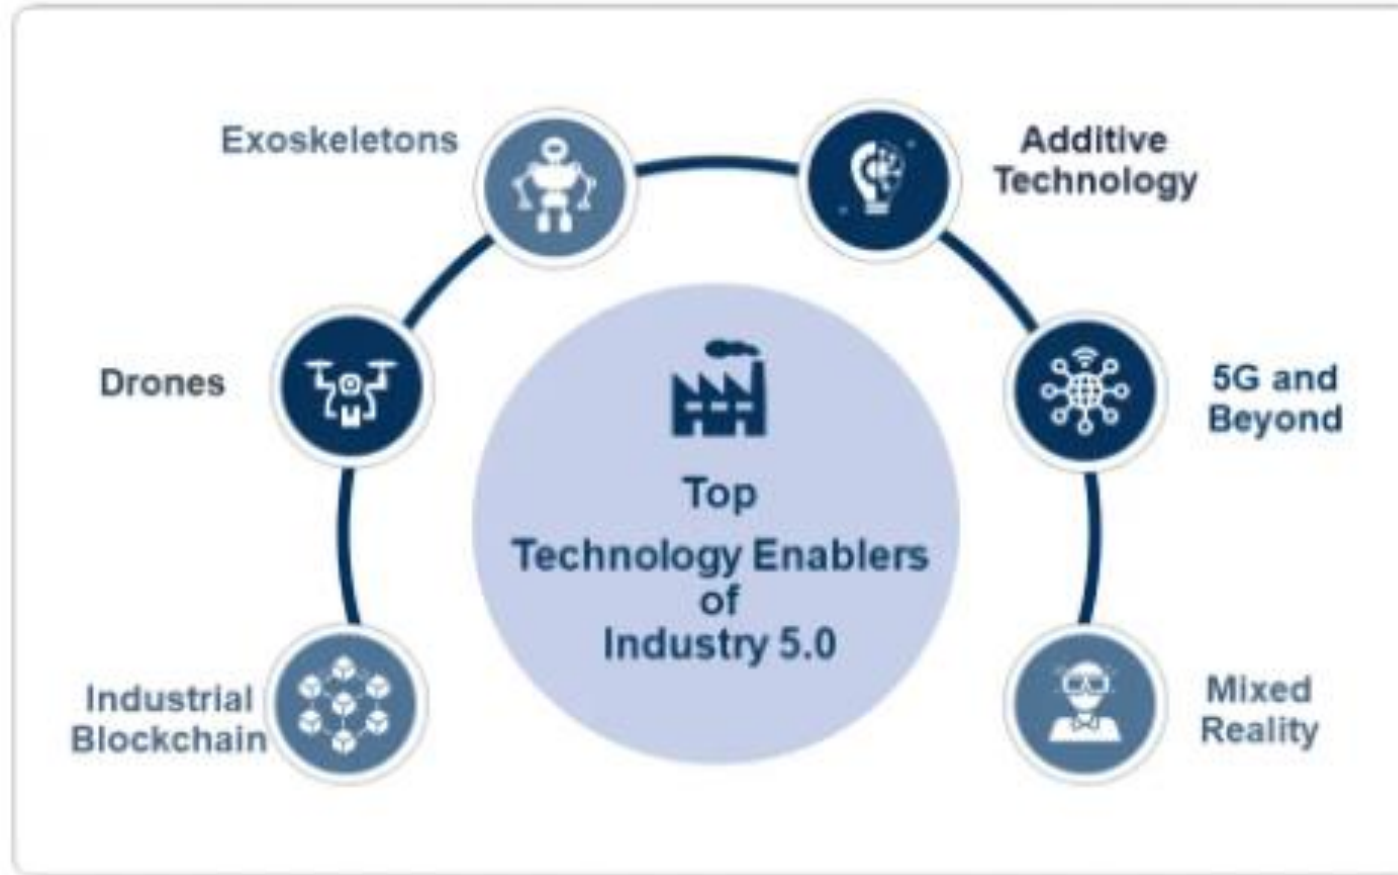 Exoskeletons
Additive
Technology
Drones
5G and
Beyond
Top
Technology Enablers
of
Industry 5.0
Industrial
Blockchain
Mixed
Reality